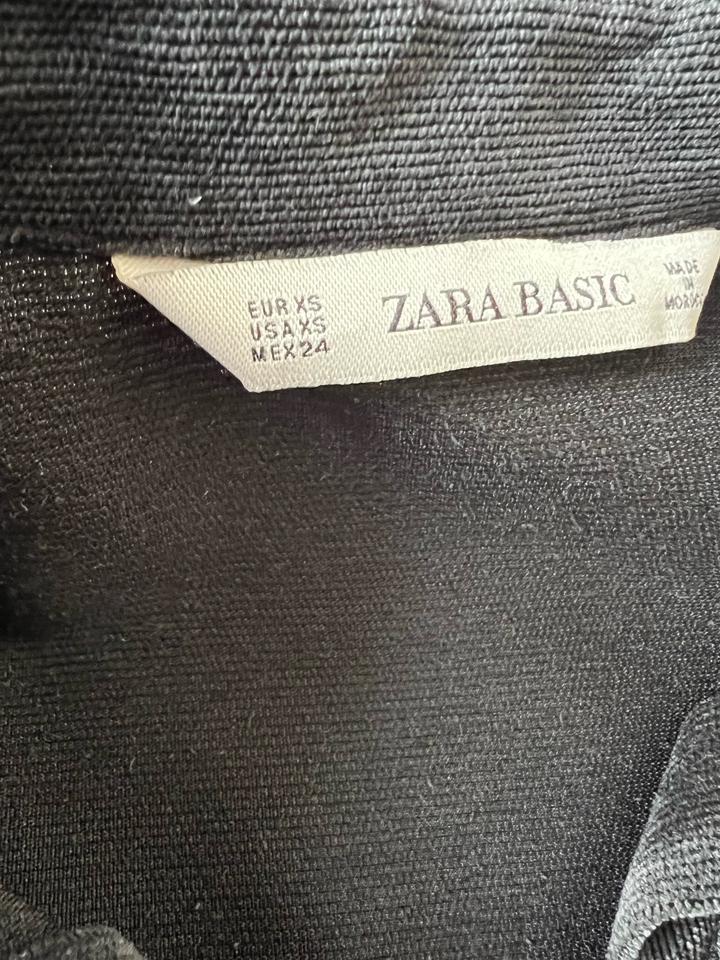 EUR XS
USA XS
MEX 24
ZARA BASIC
MADE
IN